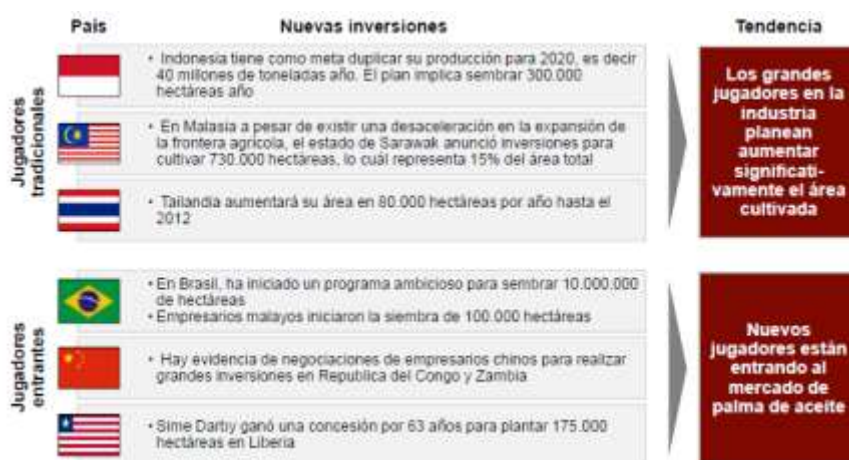 País
Nuevas inversiones
Tendencia
Jugadores
tradicionales
• Indonesia tiene como meta duplicar su producción para 2020, es decir
40 millones de toneladas año. El plan implica sembrar 300.000
hectáreas año
• En Malasia a pesar de existir una desaceleración en la expansión de
la frontera agrícola, el estado de Sarawak anunció inversiones para
cultivar 730.000 hectáreas, lo cuál representa 15% del área total
• Tailandia aumentará su área en 80.000 hectáreas por año hasta el
2012
Los grandes
jugadores en la
industria
planean
aumentar
significati-
vamente el área
cultivada
Jugadores
entrantes
• En Brasil, ha iniciado un programa ambicioso para sembrar 10.000.000
de hectáreas
• Empresarios malayos iniciaron la siembra de 100.000 hectáreas
• Hay evidencia de negociaciones de empresarios chinos para realizar
grandes inversiones en Republica del Congo y Zambia
• Sime Darby ganó una concesión por 63 años para plantar 175.000
hectáreas en Liberia
Nuevos
jugadores están
entrando al
mercado de
palma de aceite